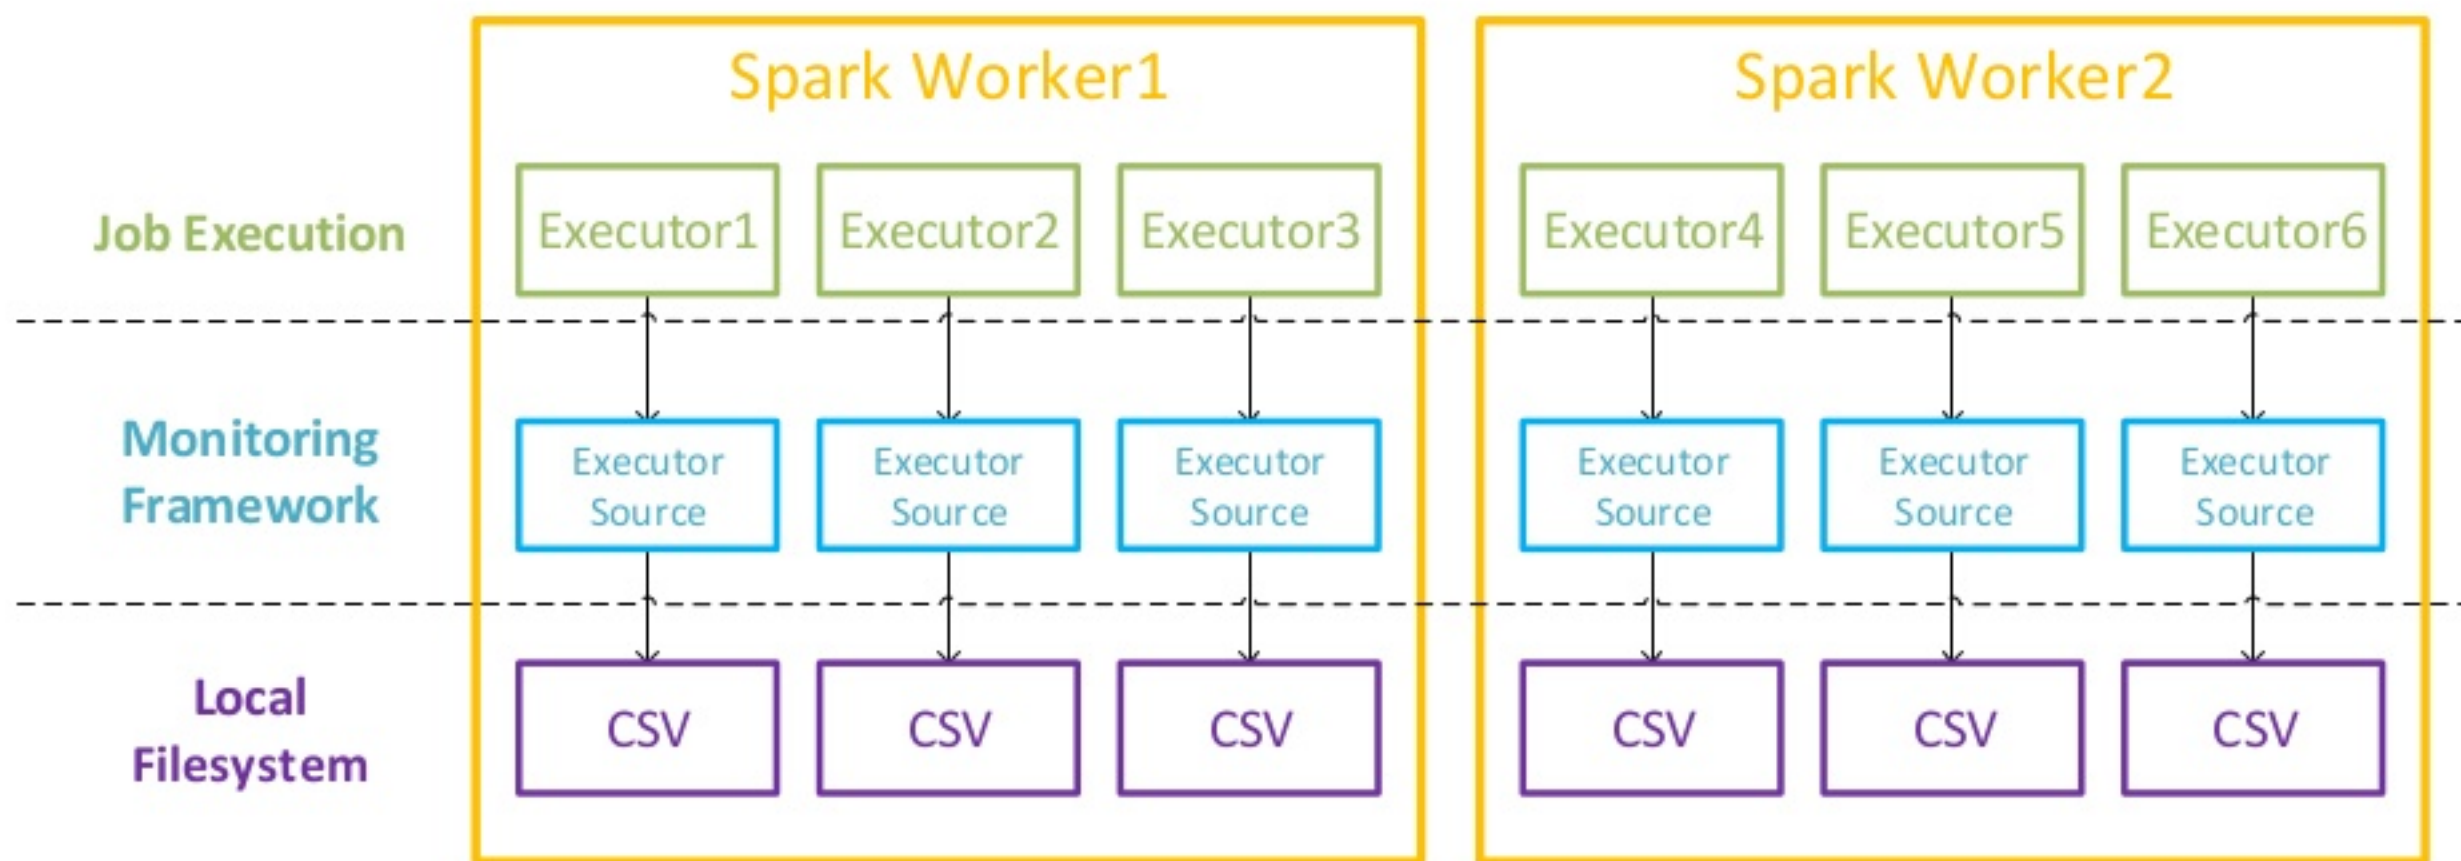 Spark Worker1
Spark Worker2
Job Execution
Executor1
Executor2
Executor3
Executor4
Executor5
Executor6
Monitoring
Framework
Executor
Source
Executor
Source
Executor
Source
Executor
Source
Executor
Source
Executor
Source
Local
Filesystem
CSV
CSV
CSV
CSV
CSV
CSV